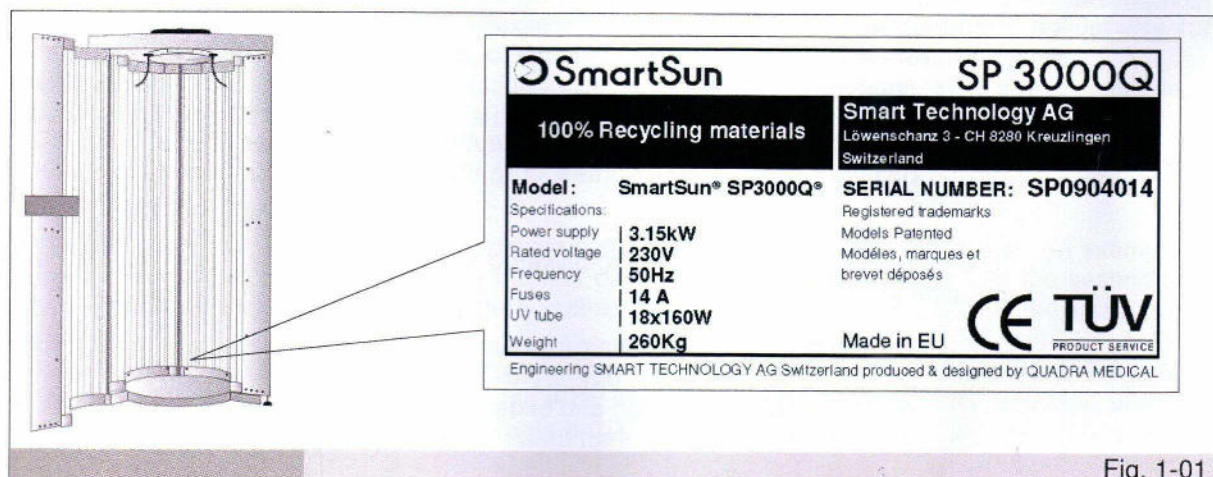 SmartSun SP 3000Q
100% Recycling materials
Smart Technology AG
Löwenschanz 3 - CH 8280 Kreuzlingen
Switzerland
Model: SmartSun® SP3000Q®
Specifications:
Power supply | 3.15kW
Rated voltage | 230V
Frequency | 50Hz
Fuses | 14 A
UV tube | 18x160W
Weight | 260Kg
SERIAL NUMBER: SP0904014
Registered trademarks
Models Patented
Modéles, marques et
brevet déposés
Made in EU
CE TÜV
PRODUCT SERVICE
Engineering SMART TECHNOLOGY AG Switzerland produced & designed by QUADRA MEDICAL
Fig. 1-01